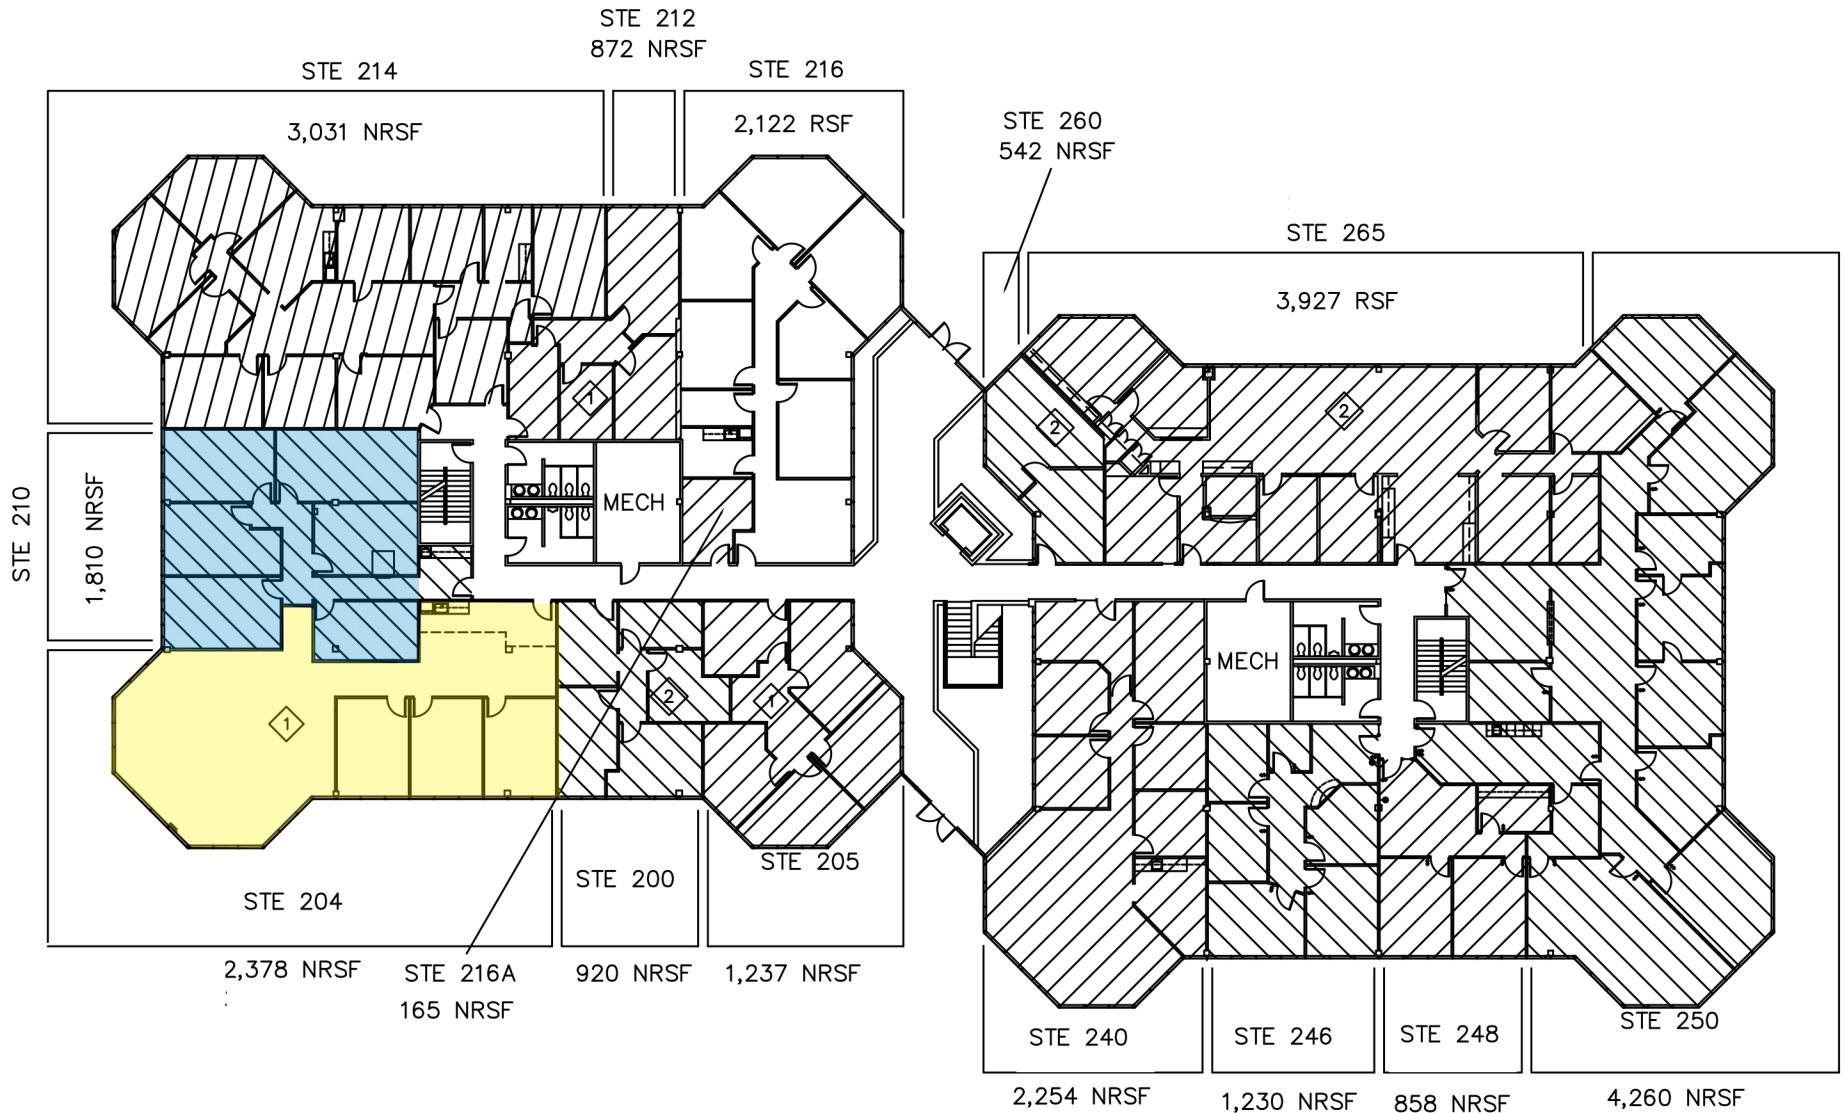 STE 212
872 NRSF
STE 214
3,031 NRSF
STE 216
2,122 RSF
STE 260
542 NRSF
STE 265
3,927 RSF
1
2
2
STE 210
1,810 NRSF
MECH
MECH
1
2
1
STE 204
2,378 NRSF
STE 216A
165 NRSF
STE 200
920 NRSF
STE 205
1,237 NRSF
STE 240
2,254 NRSF
STE 246
1,230 NRSF
STE 248
858 NRSF
STE 250
4,260 NRSF